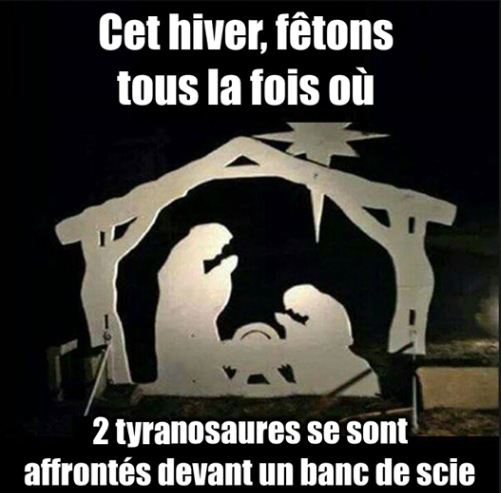 Cet hiver, fêtons
tous la fois où
2 tyranosaures se sont
affrontés devant un banc de scie